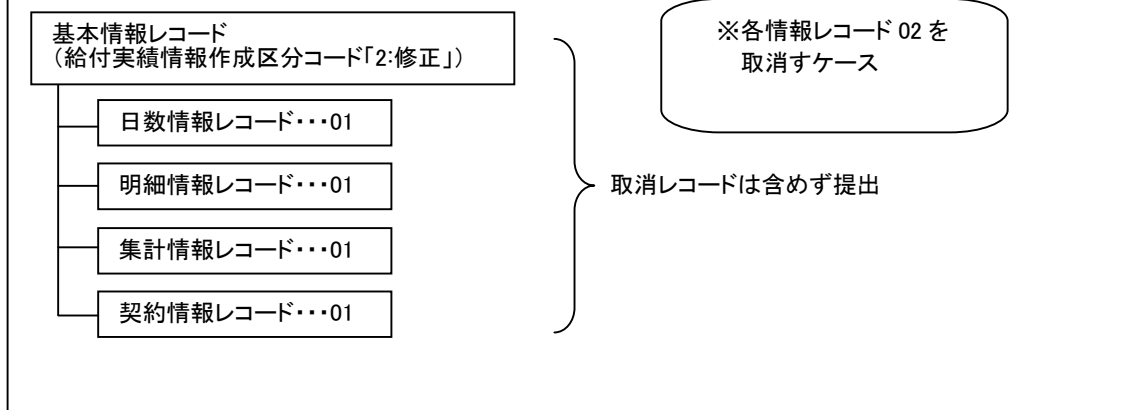 基本情報レコード
（給付実績情報作成区分コード「2:修正」）
日数情報レコード・・・01
明細情報レコード・・・01
集計情報レコード・・・01
契約情報レコード・・・01
取消レコードは含めず提出
※各情報レコード 02 を
取消すケース